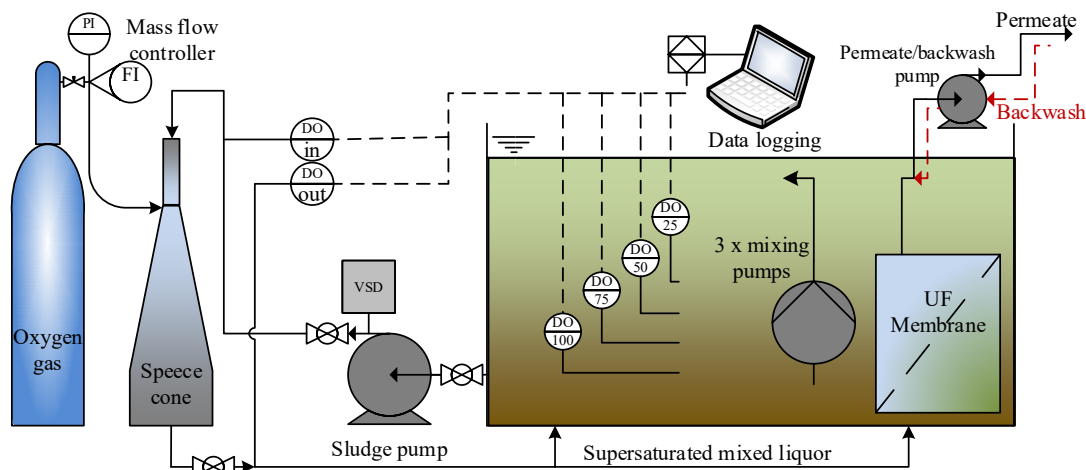 PI
Mass flow
controller
FI
Permeate
Permeate/backwash
pump
Backwash
DO
in
DO
out
Data logging
DO
25
DO
50
DO
75
DO
100
3 x mixing
pumps
UF
Membrane
VSD
Oxygen
gas
Speece
cone
Sludge pump
Supersaturated mixed liquor